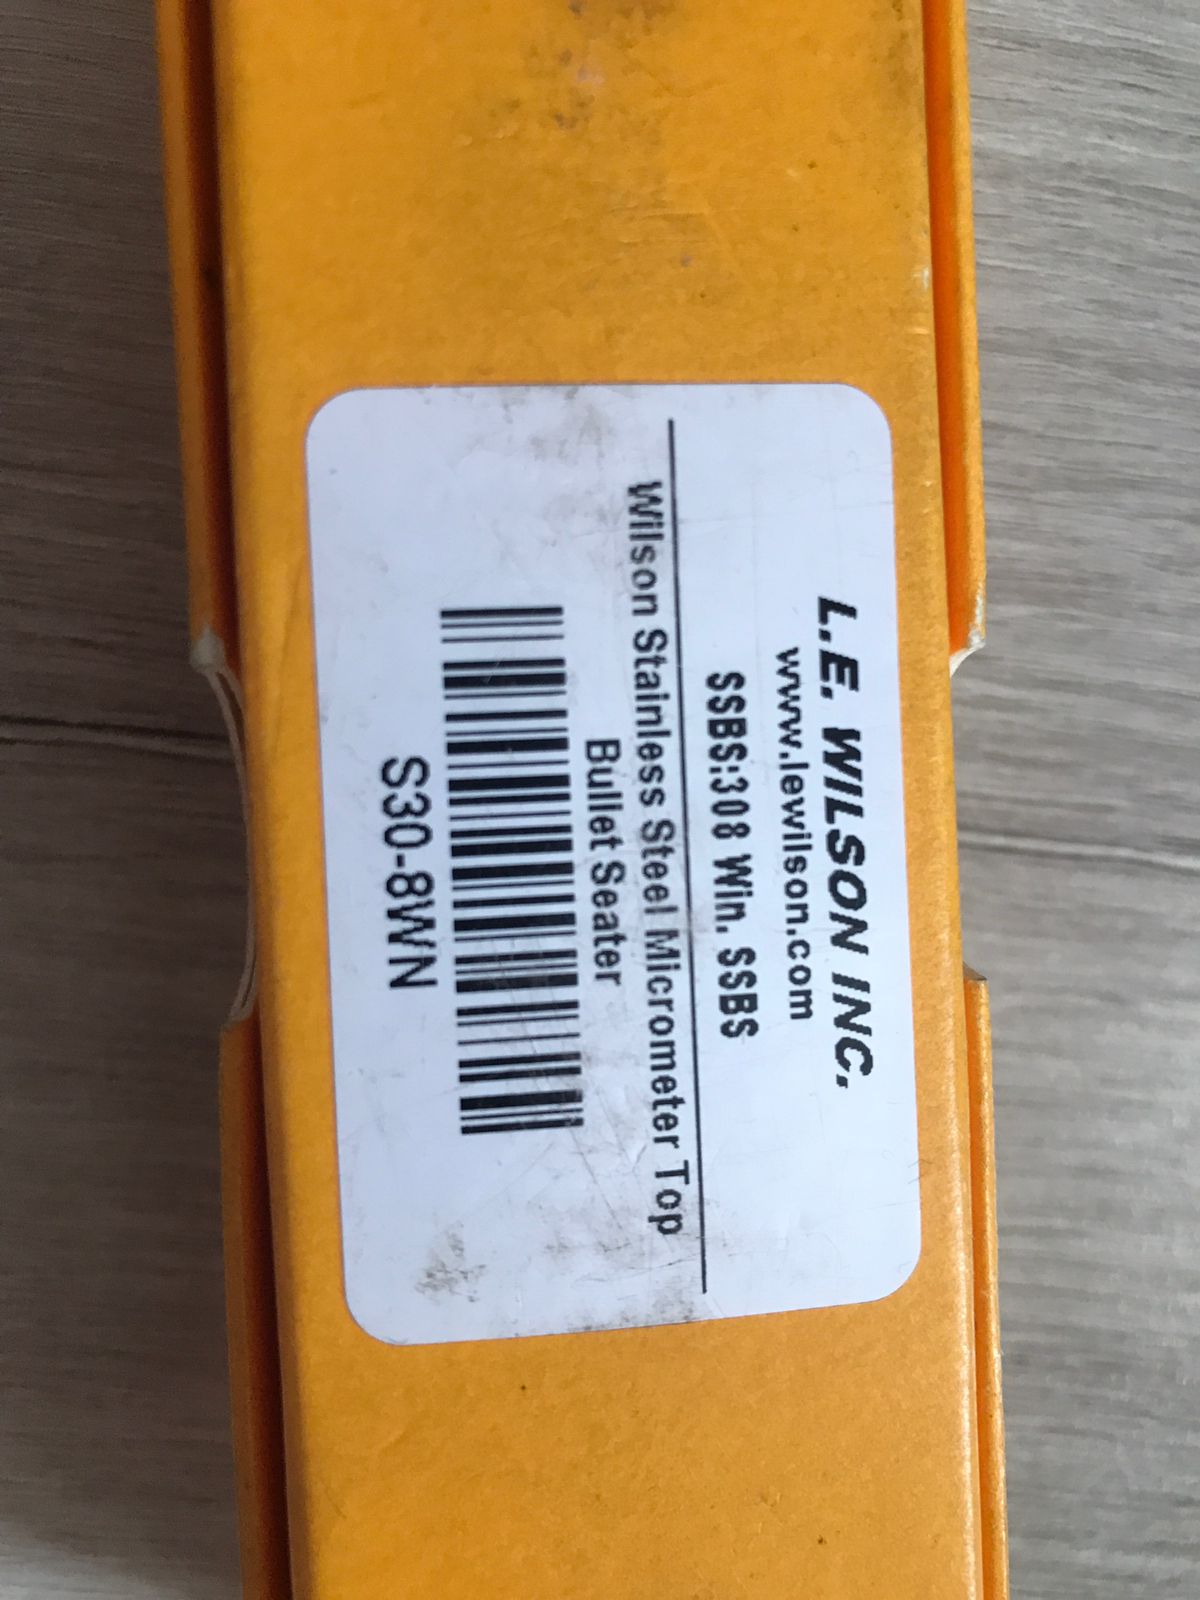 L.E. WILSON INC.
www.lewilson.com
SSBS:308 Win. SSBS
Wilson Stainless Steel Micrometer Top
Bullet Seater
S30-8WN